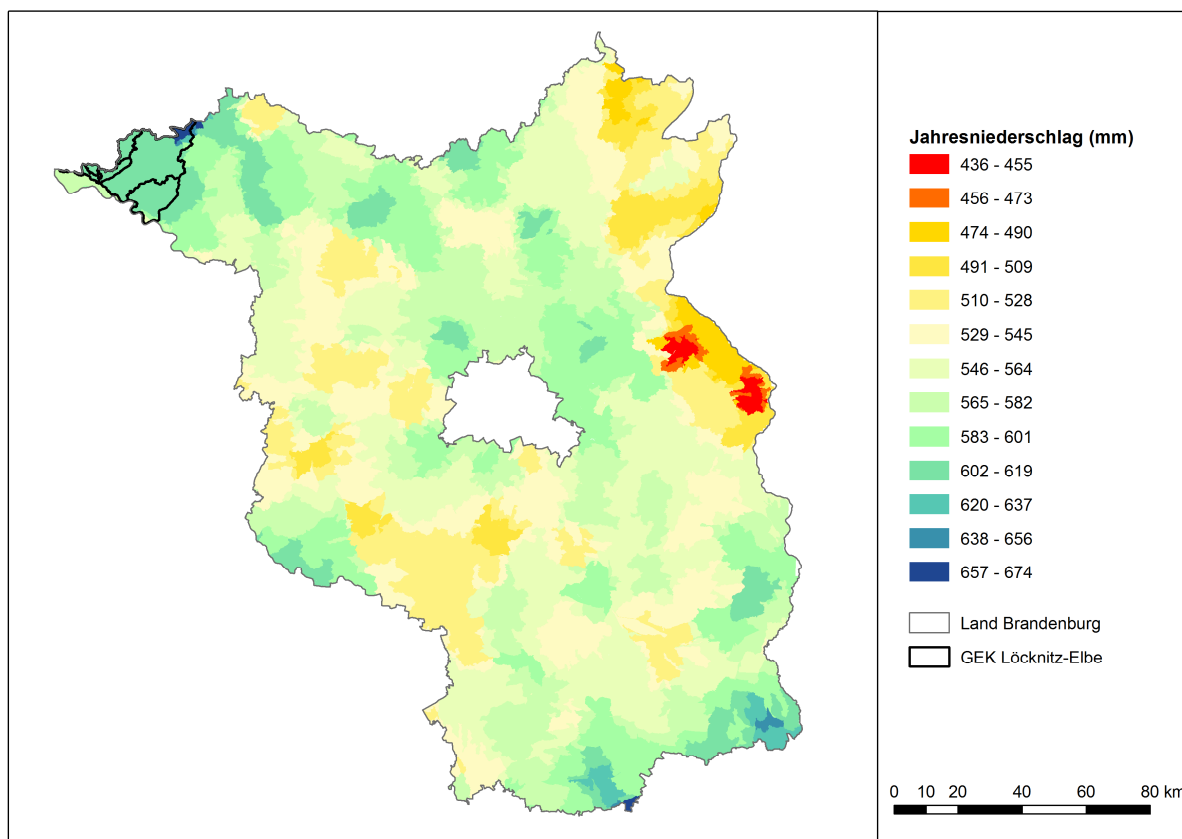 Jahresniederschlag (mm)
436 - 455
456 - 473
474 - 490
491 - 509
510 - 528
529 - 545
546 - 564
565 - 582
583 - 601
602 - 619
620 - 637
638 - 656
657 - 674
Land Brandenburg
GEK Löcknitz-Elbe
0 10 20 40 60 80 km